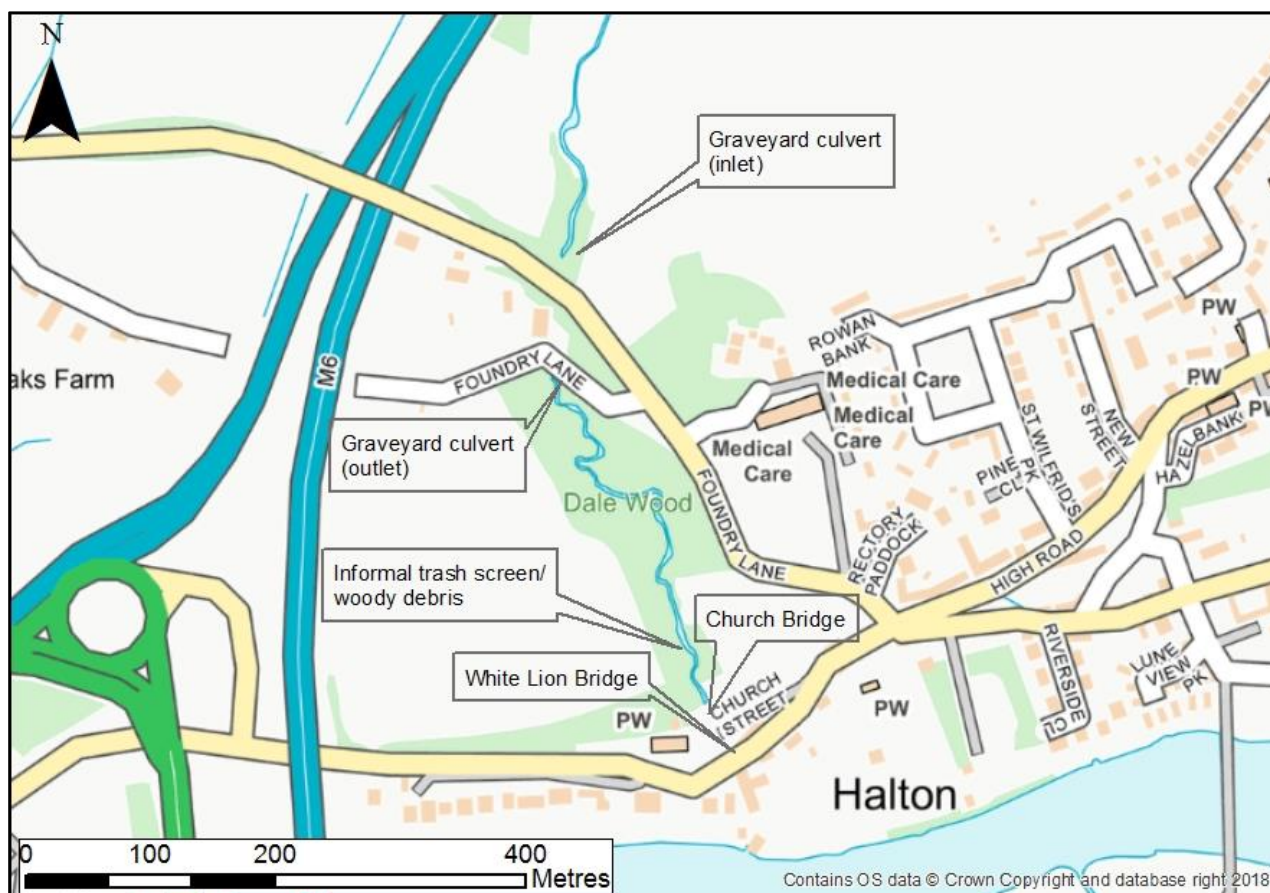 N
Graveyard culvert
(inlet)
M6
aks Farm
FOUNDRY LANE
Graveyard culvert
(outlet)
Dale Wood
FOUNDRY LANE
ROWAN
BANK
Medical Care
Medical
Care
Medical
Care
PW
PW
PW
NEW
STREET
ST WILFRID'S
PK
PINE
CL
HAZEL BANK
RECTORY
PADDOCK
HIGH ROAD
Informal trash screen/
woody debris
Church Bridge
White Lion Bridge
CHURCH
STREET
PW
PW
RIVERSIDE
CL
LUNE
VIEW
PK
Halton
0 100 200 400
Metres
Contains OS data © Crown Copyright and database right 2018